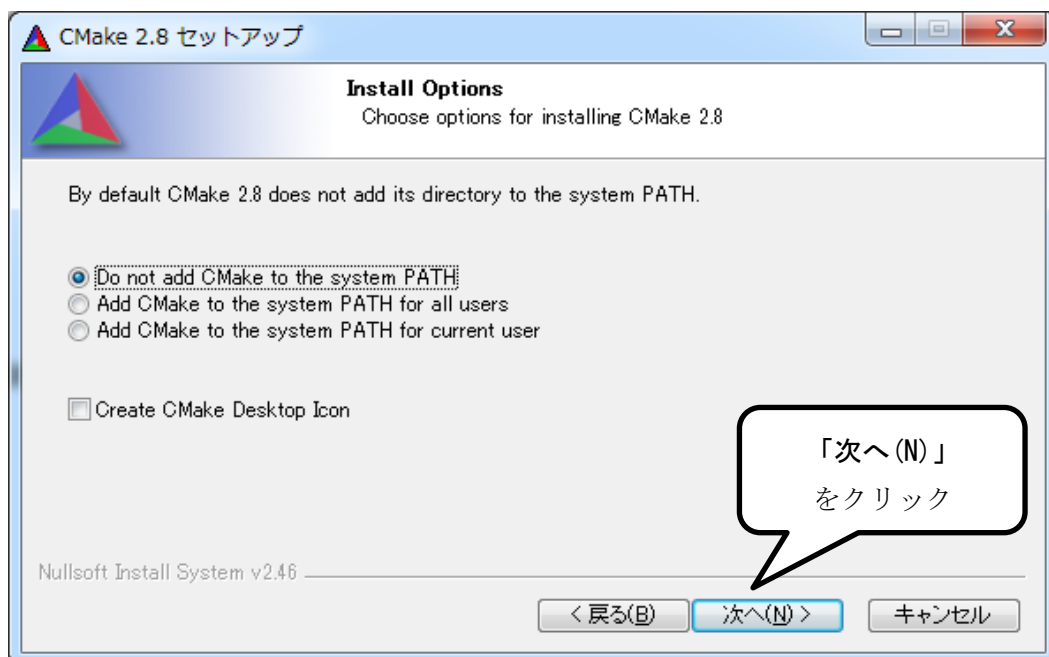 CMake 2.8 セットアップ
Install Options
Choose options for installing CMake 2.8
By default CMake 2.8 does not add its directory to the system PATH.
Do not add CMake to the system PATH
Add CMake to the system PATH for all users
Add CMake to the system PATH for current user
Create CMake Desktop Icon
「次へ(N)」
をクリック
Nullsoft Install System v2.46
< 戻る(B) 次へ(N) > キャンセル